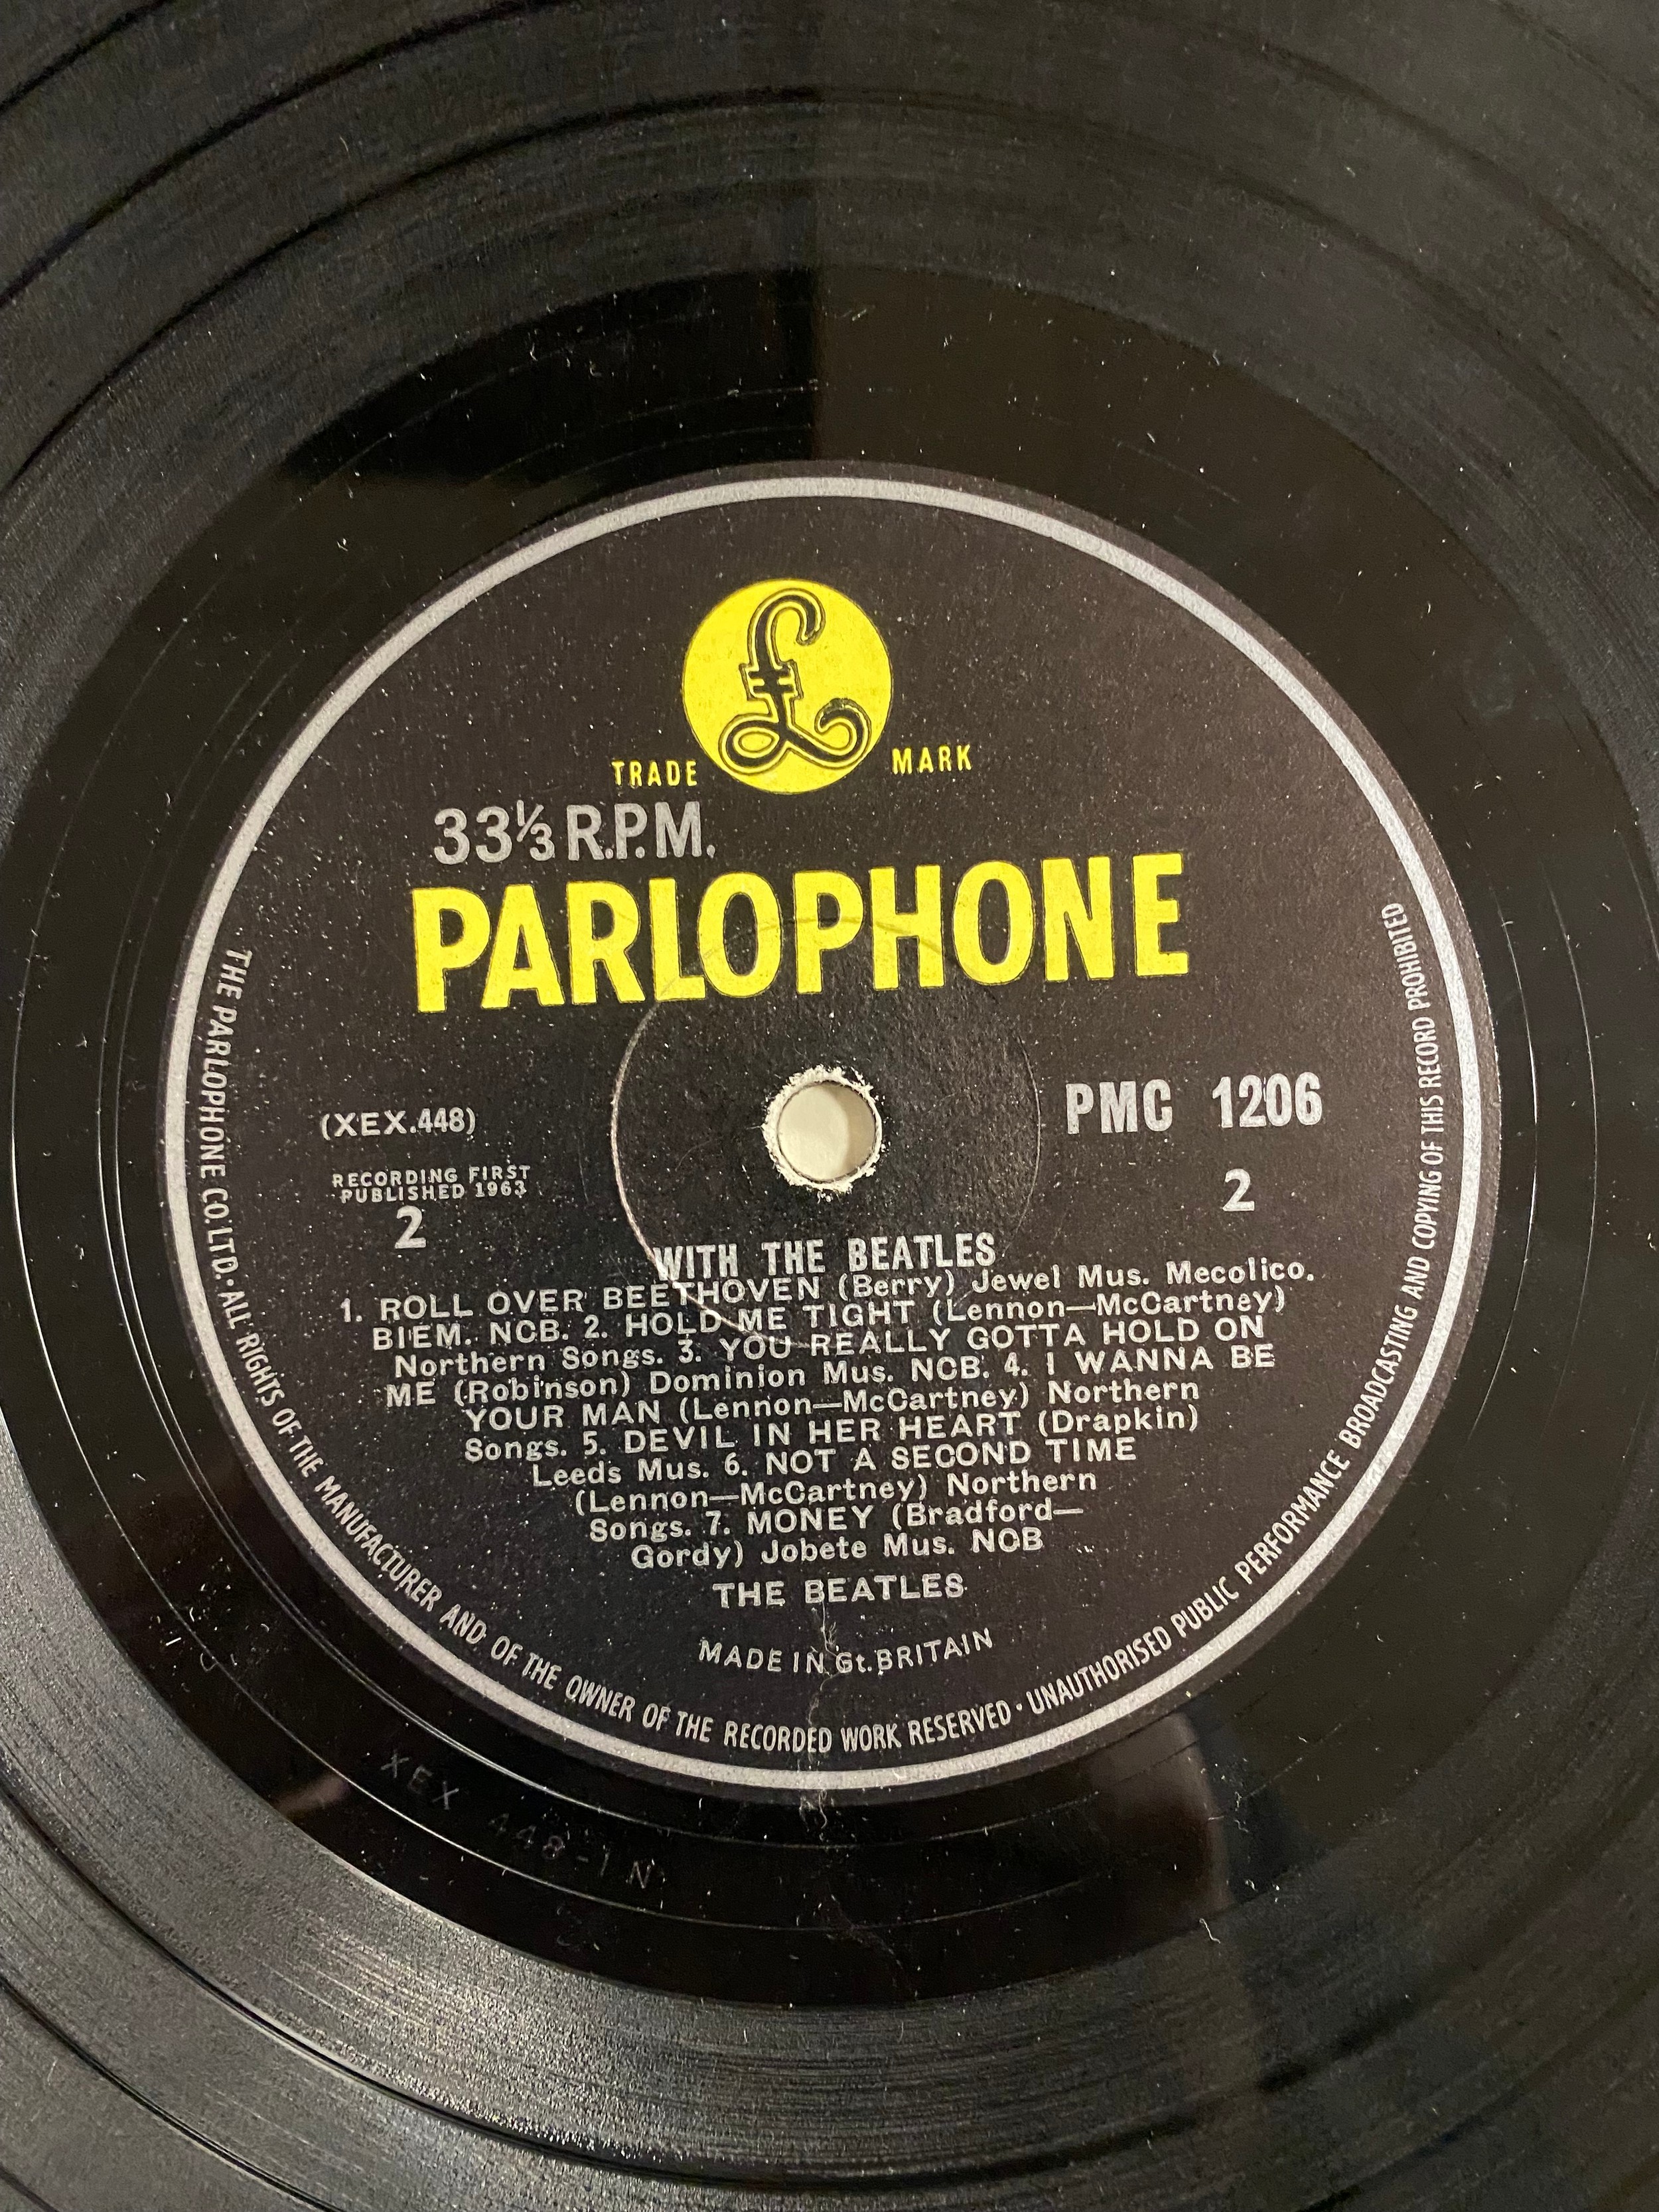 £
TRADE MARK
33⅓ R.P.M.
PARLOPHONE
(XEX.448)
PMC 1206
RECORDING FIRST
PUBLISHED 1963
2
2
WITH THE BEATLES
1. ROLL OVER BEETHOVEN (Berry) Jewel Mus. Mecolico.
BIEM. NCB. 2. HOLD ME TIGHT (Lennon—McCartney)
Northern Songs. 3. YOU REALLY GOTTA HOLD ON
ME (Robinson) Dominion Mus. NCB. 4. I WANNA BE
YOUR MAN (Lennon—McCartney) Northern
Songs. 5. DEVIL IN HER HEART (Drapkin)
Leeds Mus. 6. NOT A SECOND TIME
(Lennon—McCartney) Northern
Songs. 7. MONEY (Bradford—
Gordy) Jobete Mus. NCB
THE BEATLES
MADE IN Gt. BRITAIN
THE PARLOPHONE CO. LTD. · ALL RIGHTS OF THE MANUFACTURER AND OF THE OWNER OF THE RECORDED WORK RESERVED · UNAUTHORISED PUBLIC PERFORMANCE BROADCASTING AND COPYING OF THIS RECORD PROHIBITED
XEX 448-1N